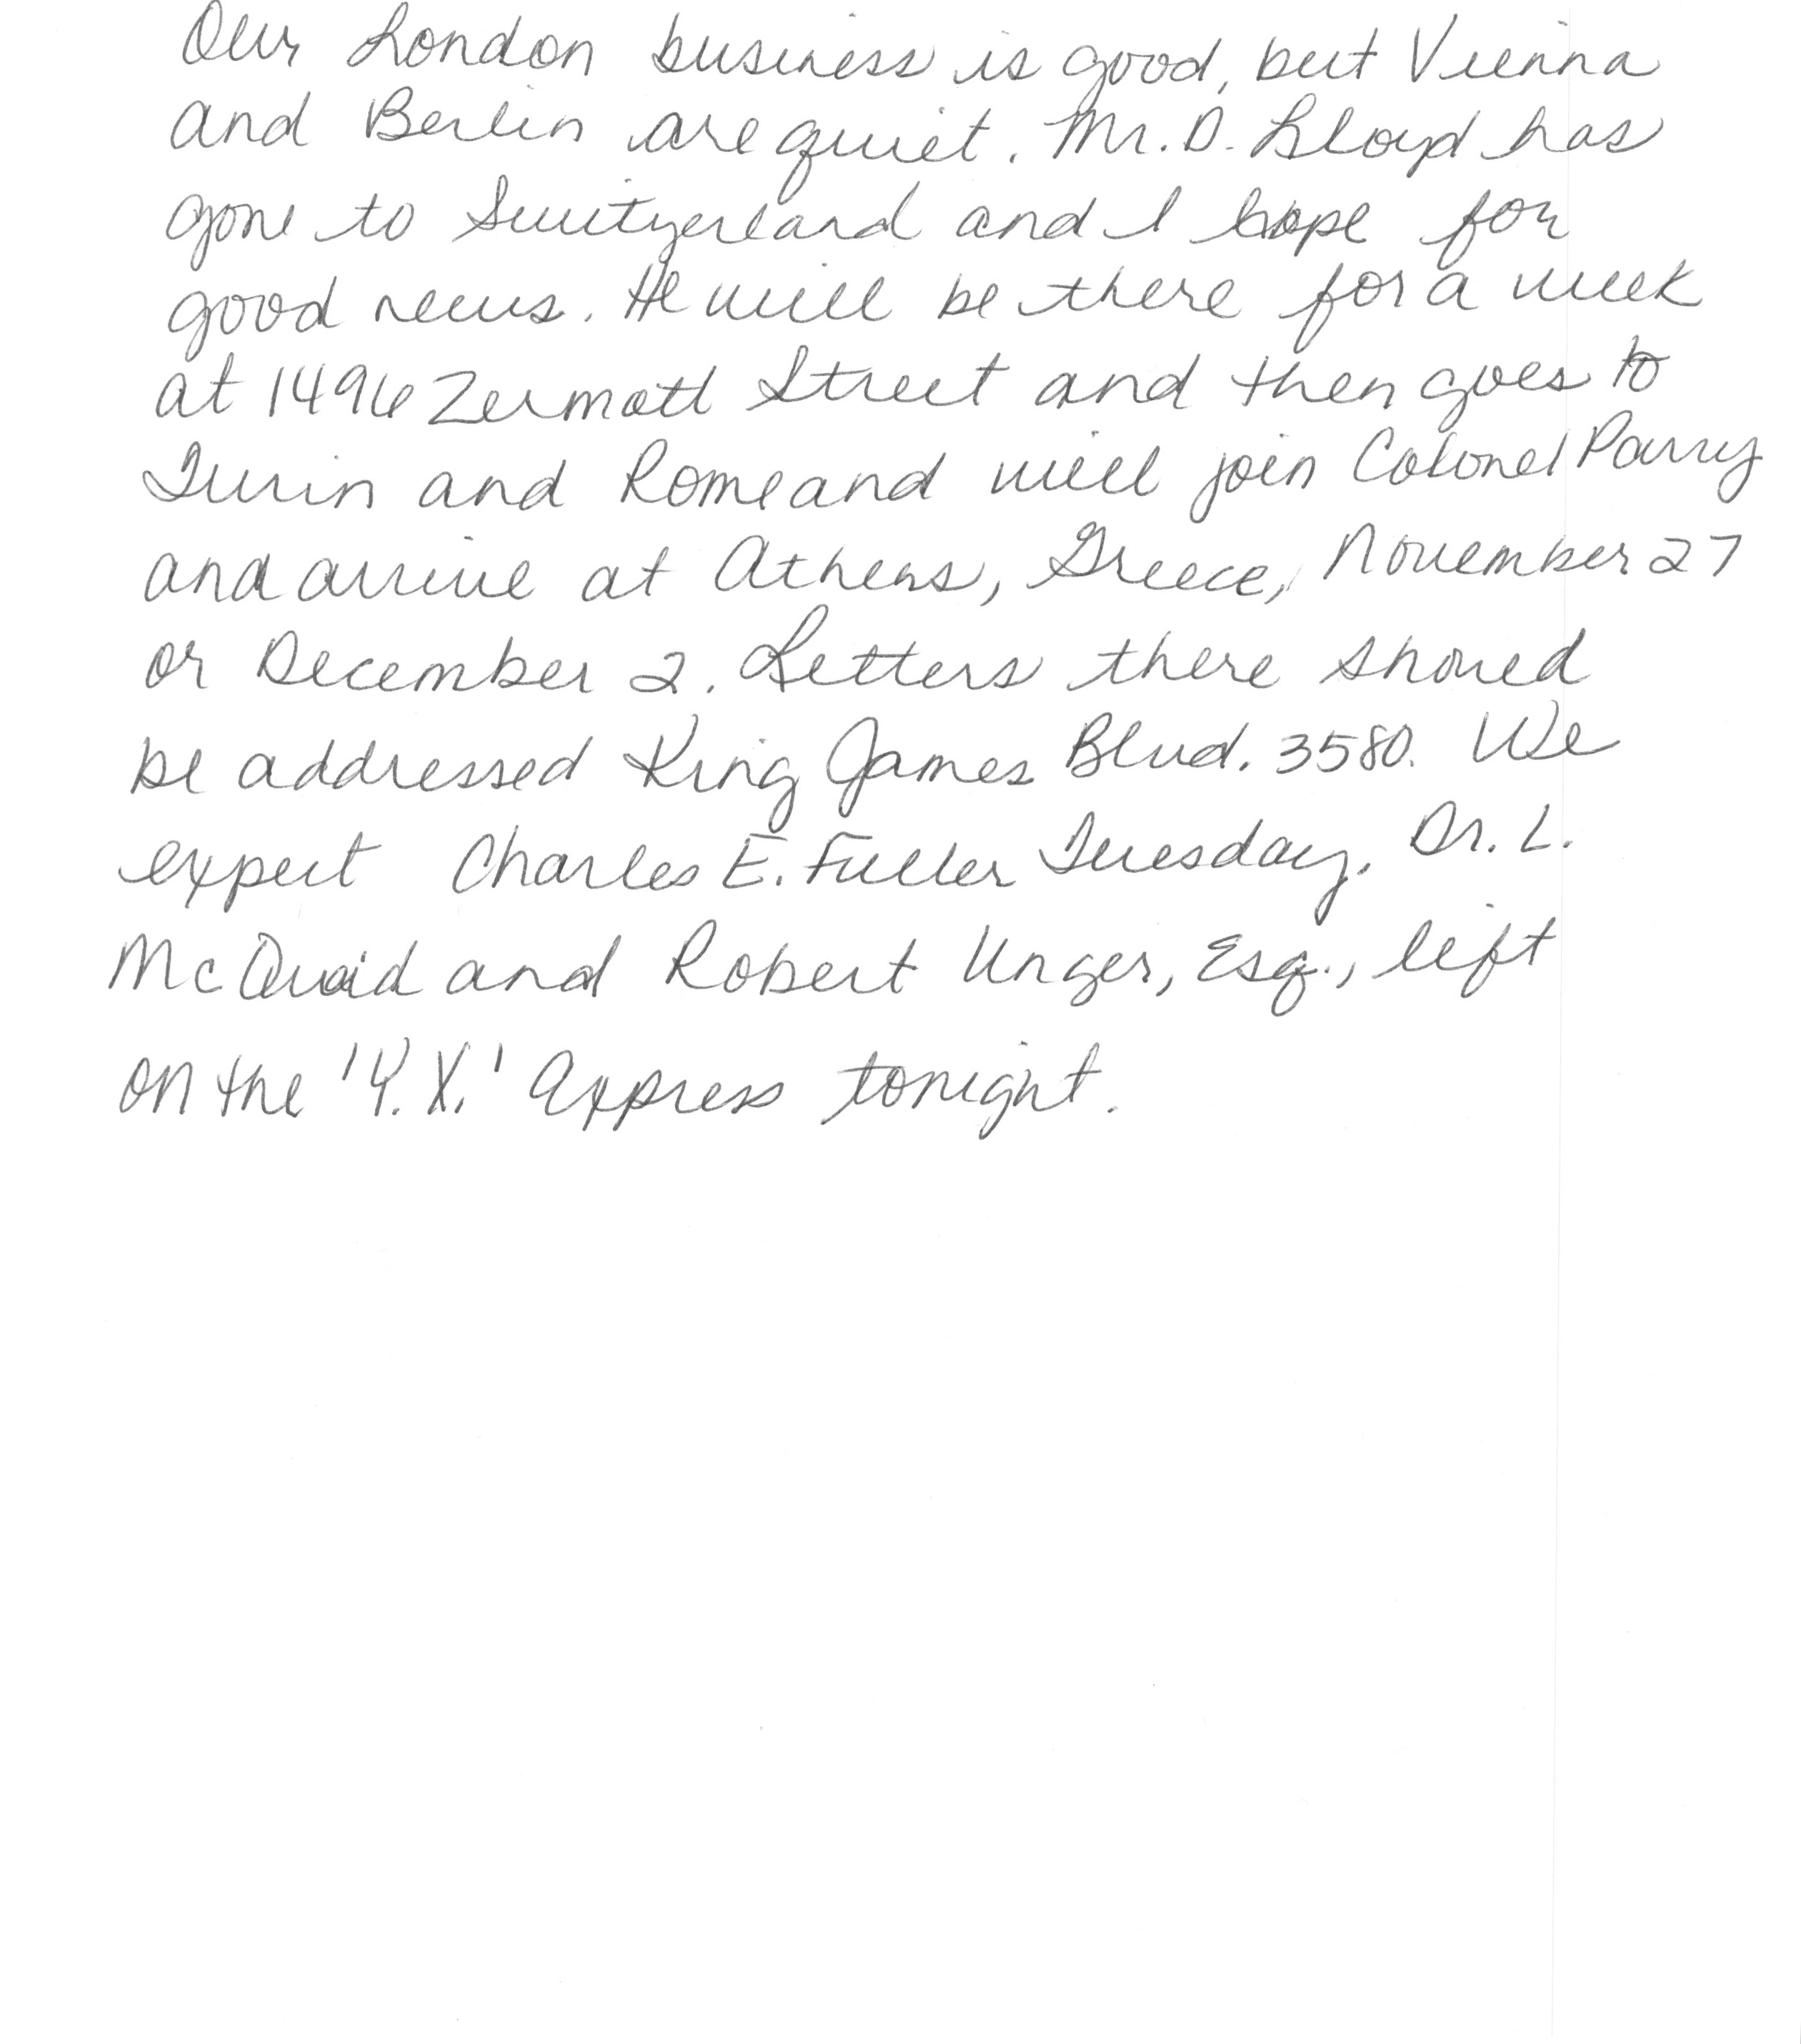 Our London business is good, but Vienna
and Berlin are quiet. Mr. D. Lloyd has
gone to Switzerland and I hope for
good news. He will be there for a week
at 1496 Zermott Street and then goes to
Turin and Rome and will join Colonel Parry
and arrive at Athens, Greece, November 27
or December 2. Letters there should
be addressed King James Blvd. 3580. We
expect Charles E. Fuller Tuesday. Dr. L.
McQuaid and Robert Unger, Esq., left
on the 'Y.X.' Express tonight.